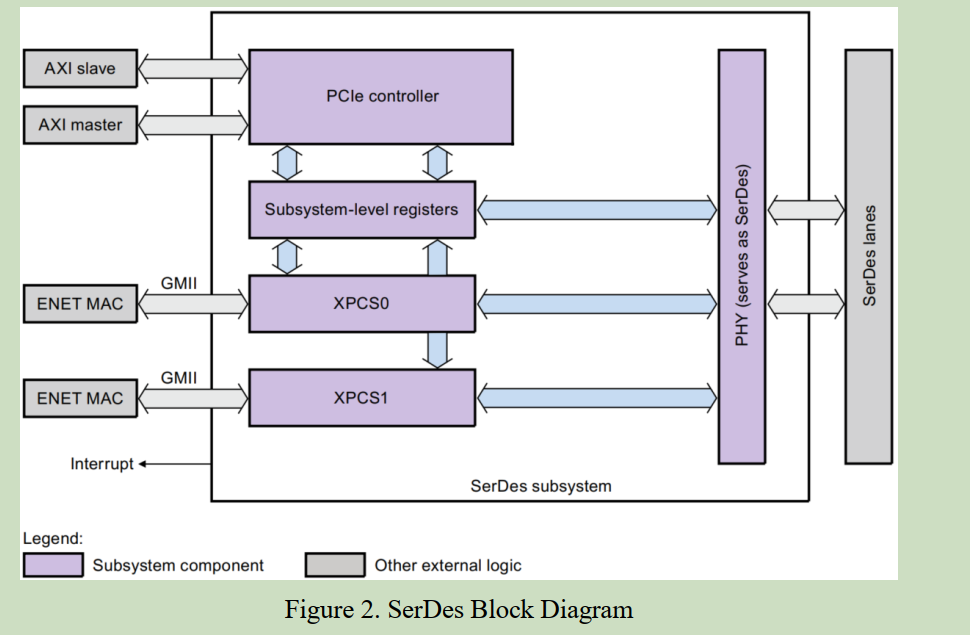 AXI slave
AXI master
PCIe controller
Subsystem-level registers
GMII
ENET MAC
XPCS0
GMII
ENET MAC
XPCS1
PHY (serves as SerDes)
SerDes lanes
Interrupt
SerDes subsystem
Legend:
Subsystem component
Other external logic
Figure 2. SerDes Block Diagram